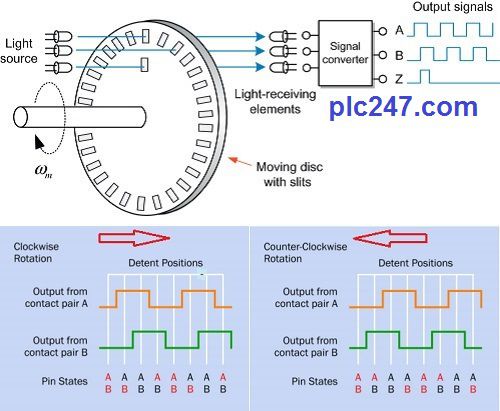 Output signals
Light
source
A
B
Z
Signal
converter
Light-receiving
elements
plc247.com
ωm
Moving disc
with slits
Clockwise
Rotation
Detent Positions
Output from
contact pair A
Output from
contact pair B
Pin States
A A A A A A A A
B B B B B B B B
Counter-Clockwise
Rotation
Detent Positions
Output from
contact pair A
Output from
contact pair B
Pin States
A A A A A A A A
B B B B B B B B